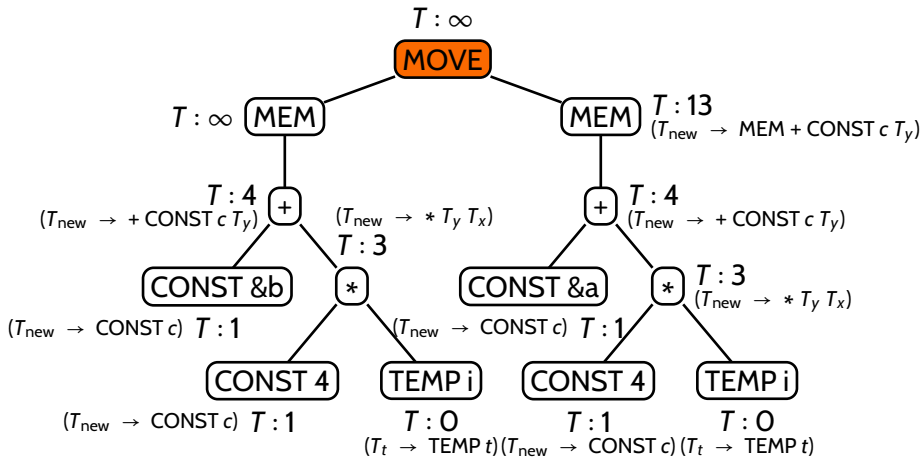 T : ∞
MOVE
T : ∞
MEM
MEM
T : 13
(T_new → MEM + CONST c T_y)
T : 4
(T_new → + CONST c T_y)
+
(T_new → * T_y T_x)
T : 3
+
T : 4
(T_new → + CONST c T_y)
CONST &b
*
CONST &a
*
T : 3
(T_new → * T_y T_x)
(T_new → CONST c) T : 1
(T_new → CONST c) T : 1
CONST 4
TEMP i
CONST 4
TEMP i
(T_new → CONST c) T : 1
T : 0
T : 1
T : 0
(T_t → TEMP t) (T_new → CONST c) (T_t → TEMP t)